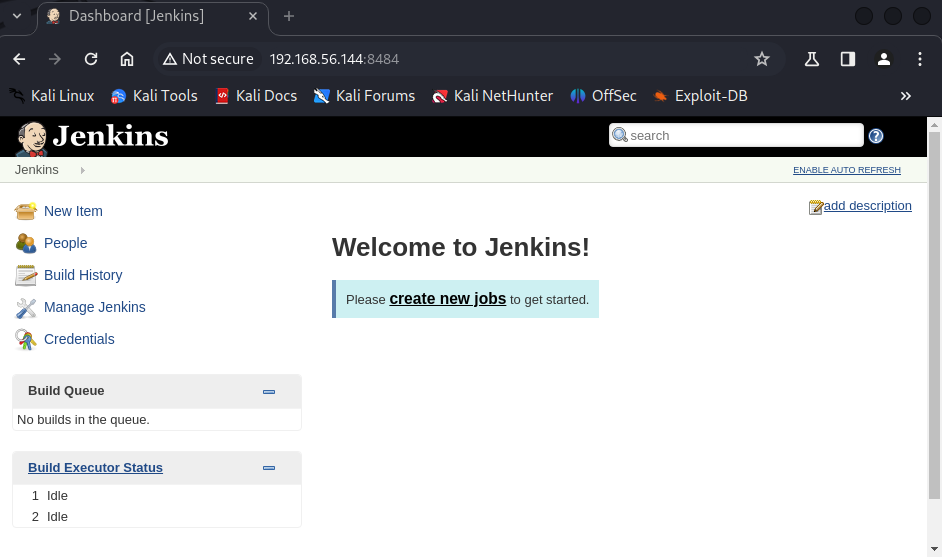 Dashboard [Jenkins]
Not secure 192.168.56.144:8484
Kali Linux Kali Tools Kali Docs Kali Forums Kali NetHunter OffSec Exploit-DB »
Jenkins
search
Jenkins
ENABLE AUTO REFRESH
New Item
People
Build History
Manage Jenkins
Credentials
add description
Welcome to Jenkins!
Please create new jobs to get started.
Build Queue
No builds in the queue.
Build Executor Status
1 Idle
2 Idle